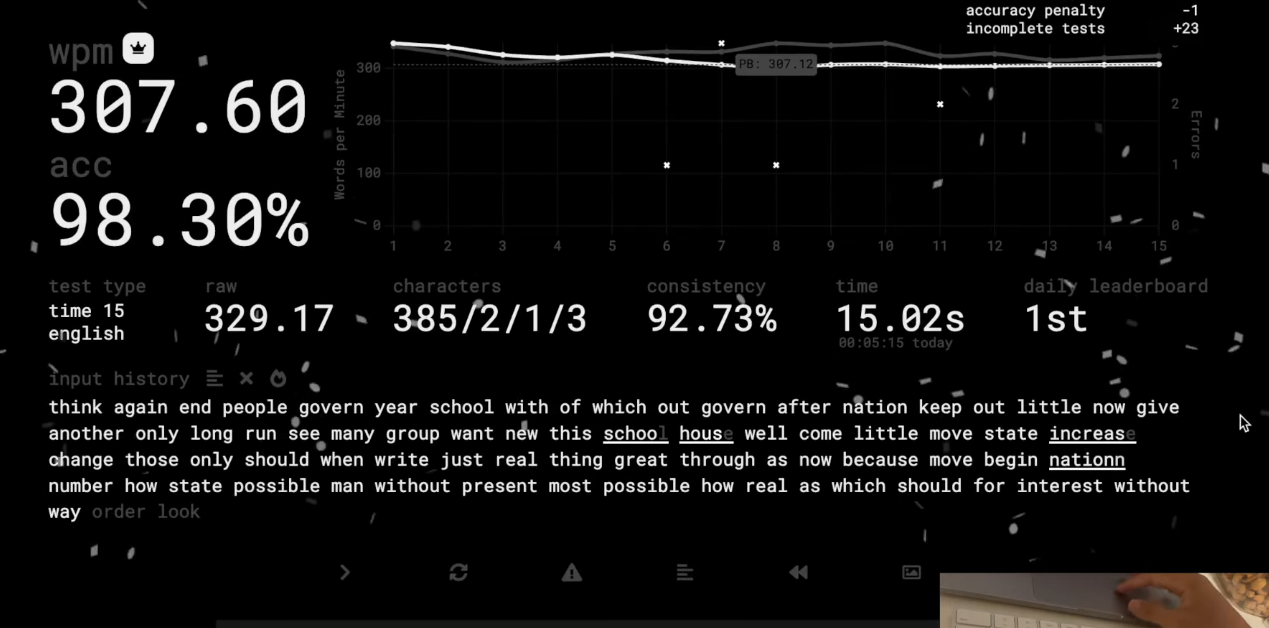 accuracy penalty -1
incomplete tests +23
wpm
307.60
acc
98.30%
Words per Minute
300
200
100
0
PB: 307.12
2
1
0
Errors
1 2 3 4 5 6 7 8 9 10 11 12 13 14 15
test type
time 15
english
raw
329.17
characters
385/2/1/3
consistency
92.73%
time
15.02s
00:05:15 today
daily leaderboard
1st
input history
think again end people govern year school with of which out govern after nation keep out little now give
another only long run see many group want new this school house well come little move state increase
change those only should when write just real thing great through as now because move begin nationn
number how state possible man without present most possible how real as which should for interest without
way order look